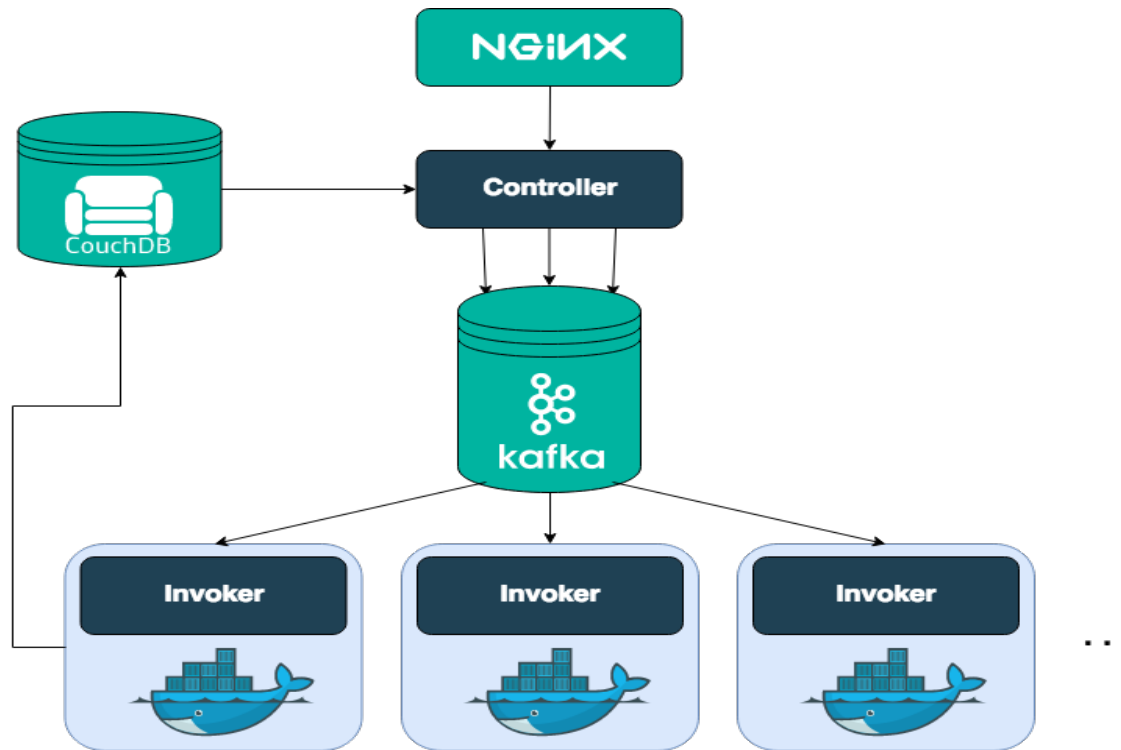 NGiNX
CouchDB
Controller
kafka
Invoker
Invoker
Invoker
. .